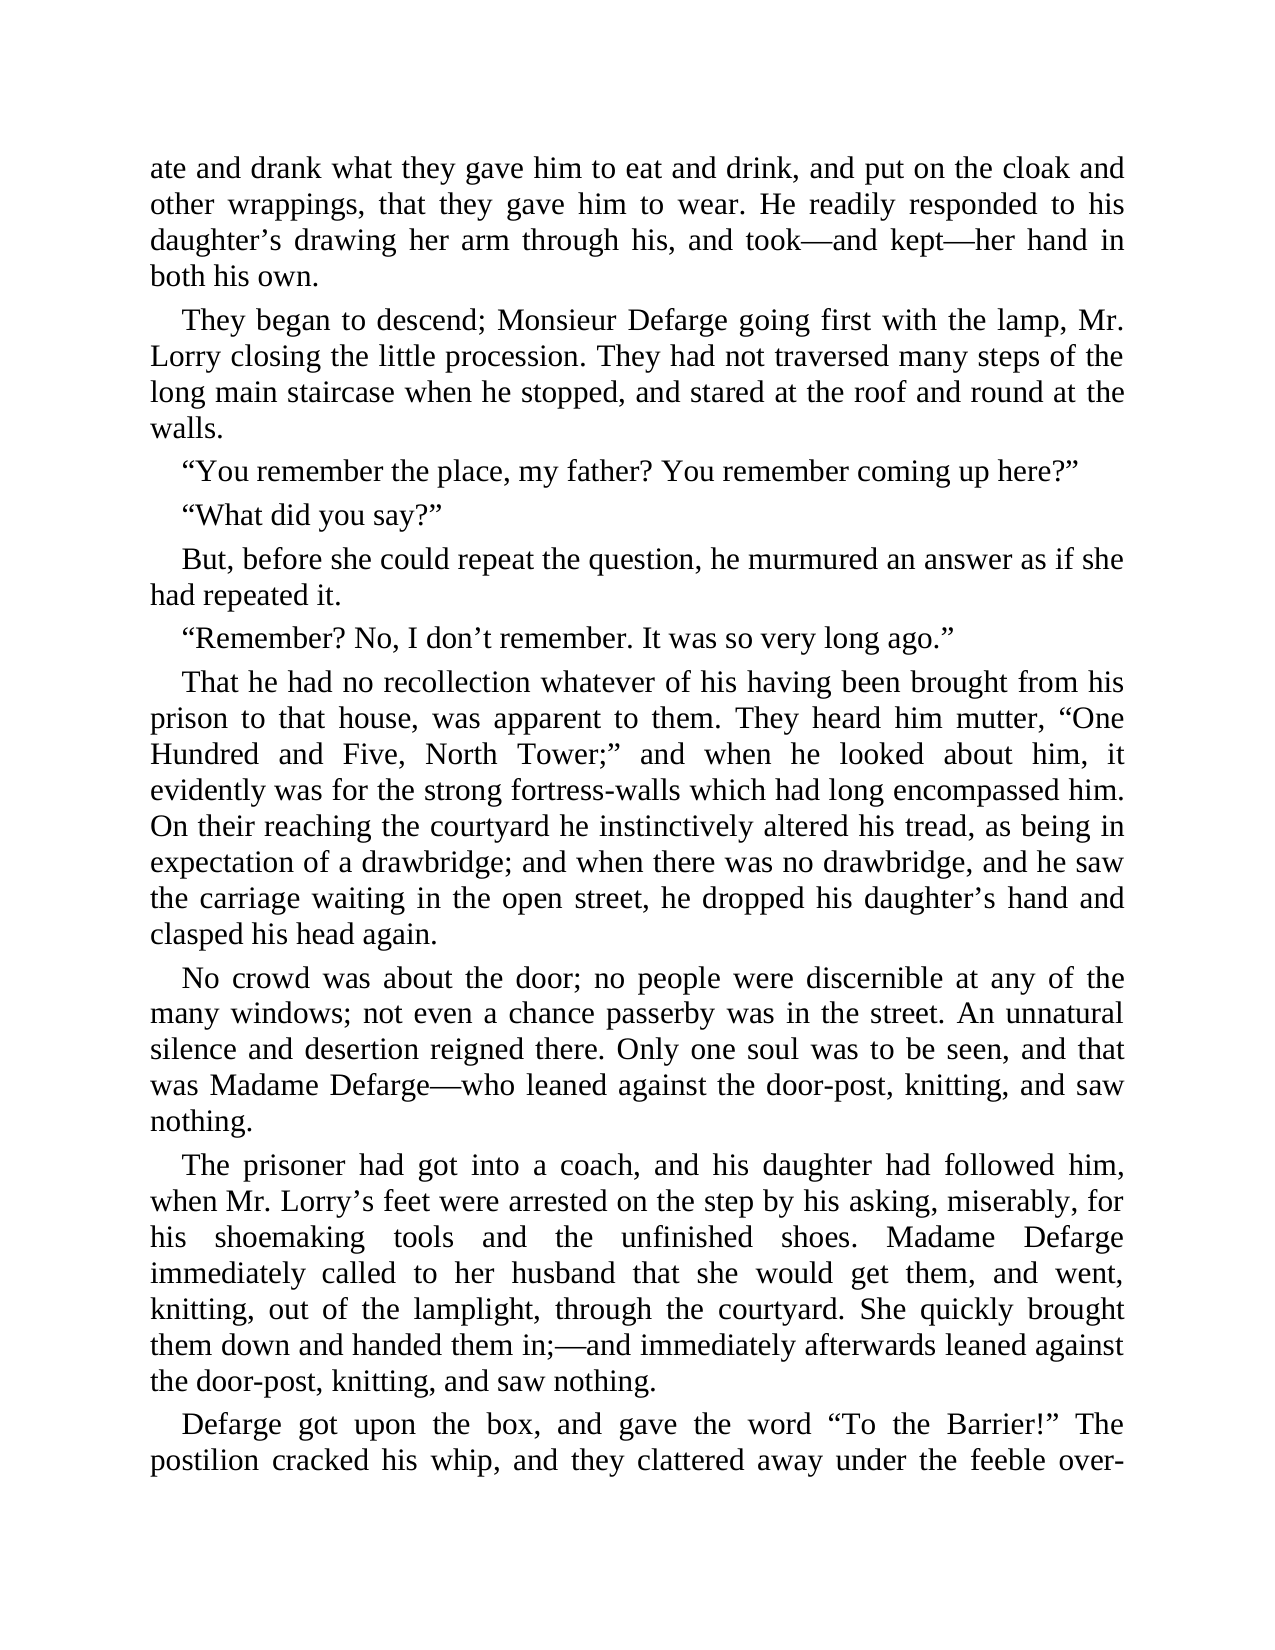 ate and drank what they gave him to eat and drink, and put on the cloak and
other wrappings, that they gave him to wear. He readily responded to his
daughter’s drawing her arm through his, and took—and kept—her hand in
both his own.
They began to descend; Monsieur Defarge going first with the lamp, Mr.
Lorry closing the little procession. They had not traversed many steps of the
long main staircase when he stopped, and stared at the roof and round at the
walls.
“You remember the place, my father? You remember coming up here?”
“What did you say?”
But, before she could repeat the question, he murmured an answer as if she
had repeated it.
“Remember? No, I don’t remember. It was so very long ago.”
That he had no recollection whatever of his having been brought from his
prison to that house, was apparent to them. They heard him mutter, “One
Hundred and Five, North Tower;” and when he looked about him, it
evidently was for the strong fortress-walls which had long encompassed him.
On their reaching the courtyard he instinctively altered his tread, as being in
expectation of a drawbridge; and when there was no drawbridge, and he saw
the carriage waiting in the open street, he dropped his daughter’s hand and
clasped his head again.
No crowd was about the door; no people were discernible at any of the
many windows; not even a chance passerby was in the street. An unnatural
silence and desertion reigned there. Only one soul was to be seen, and that
was Madame Defarge—who leaned against the door-post, knitting, and saw
nothing.
The prisoner had got into a coach, and his daughter had followed him,
when Mr. Lorry’s feet were arrested on the step by his asking, miserably, for
his shoemaking tools and the unfinished shoes. Madame Defarge
immediately called to her husband that she would get them, and went,
knitting, out of the lamplight, through the courtyard. She quickly brought
them down and handed them in;—and immediately afterwards leaned against
the door-post, knitting, and saw nothing.
Defarge got upon the box, and gave the word “To the Barrier!” The
postilion cracked his whip, and they clattered away under the feeble over-